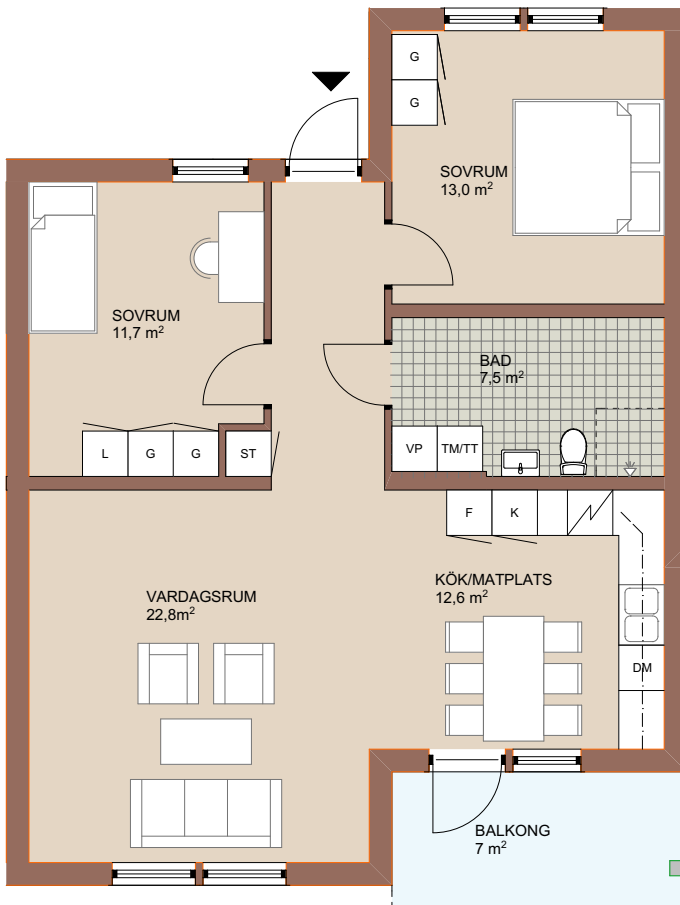 G
G
SOVRUM
13,0 m²
SOVRUM
11,7 m²
BAD
7,5 m²
L
G
G
ST
VP
TM/TT
F
K
KÖK/MATPLATS
12,6 m²
VARDAGSRUM
22,8m²
DM
BALKONG
7 m²